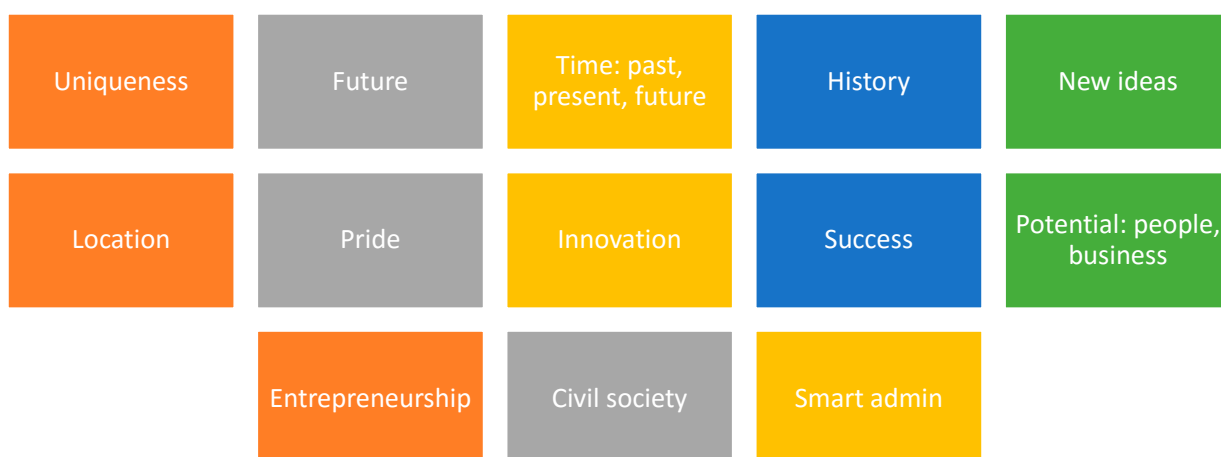 Uniqueness
Future
Time: past,
present, future
History
New ideas
Location
Pride
Innovation
Success
Potential: people,
business
Entrepreneurship
Civil society
Smart admin